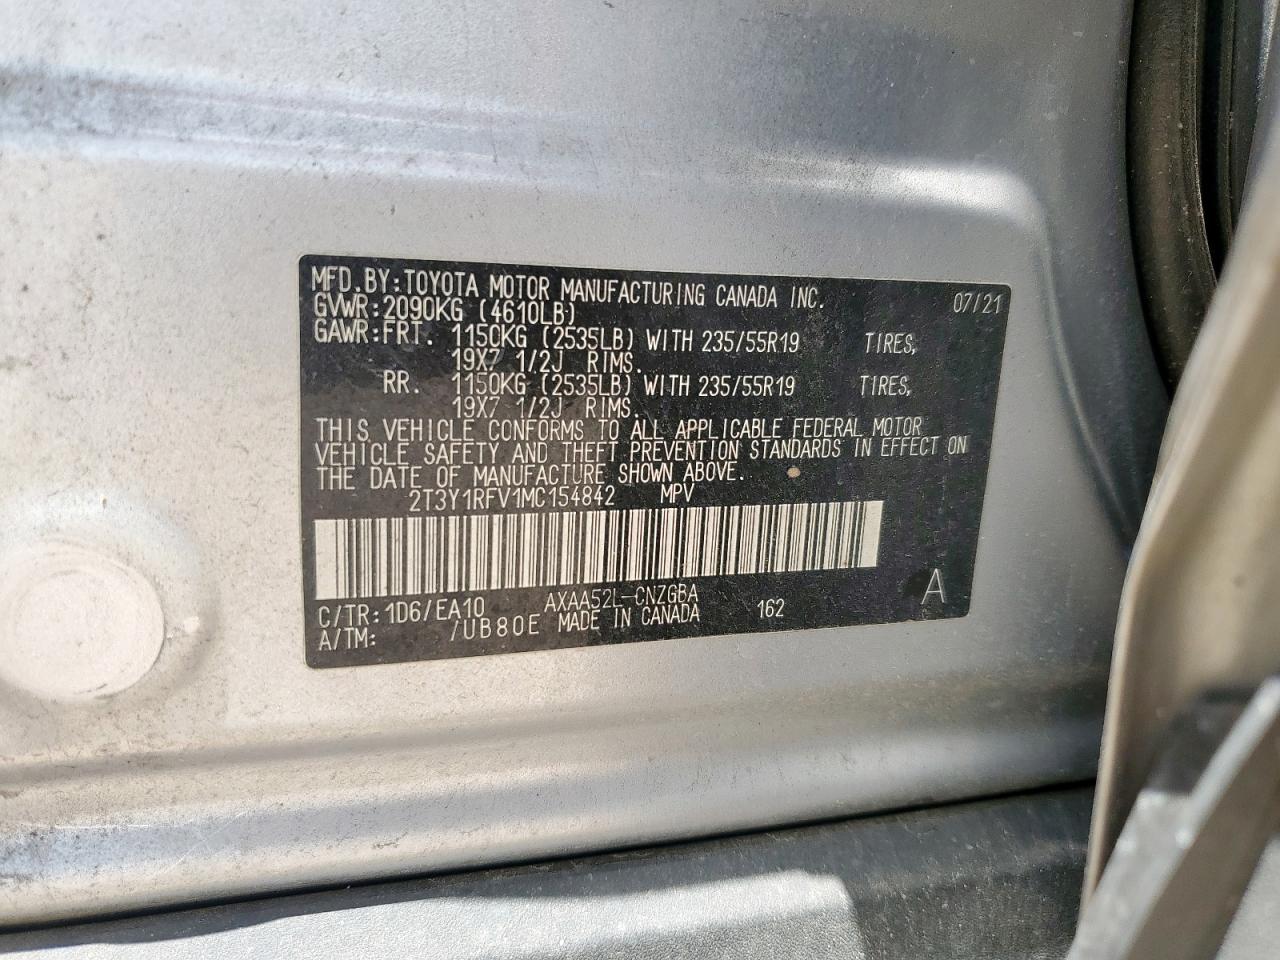 MFD.BY:TOYOTA MOTOR MANUFACTURING CANADA INC. 07/21
GVWR:2090KG (4610LB)
GAWR:FRT. 1150KG (2535LB) WITH 235/55R19 TIRES,
19X7 1/2J RIMS.
RR. 1150KG (2535LB) WITH 235/55R19 TIRES,
19X7 1/2J RIMS.
THIS VEHICLE CONFORMS TO ALL APPLICABLE FEDERAL MOTOR
VEHICLE SAFETY AND THEFT PREVENTION STANDARDS IN EFFECT ON
THE DATE OF MANUFACTURE SHOWN ABOVE.
2T3Y1RFV1MC154842 MPV
C/TR:1D6/EA10 AXAA52L-CNZGBA A
A/TM: /UB80E MADE IN CANADA 162